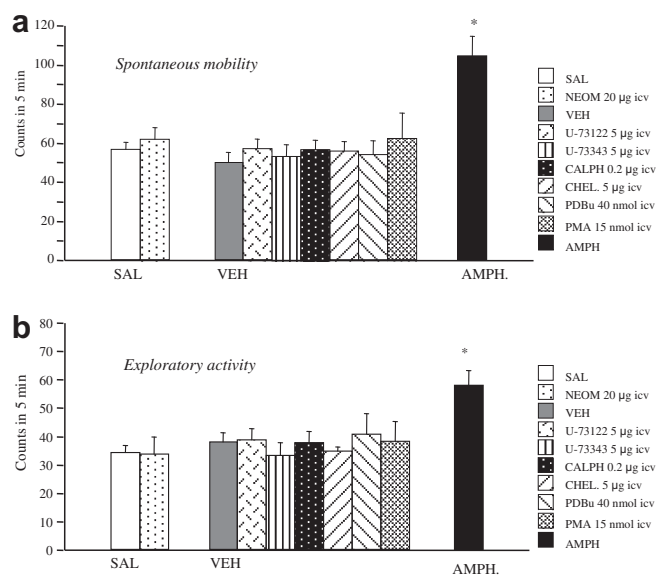 a
Counts in 5 min
120
100
80
60
40
20
0
Spontaneous mobility
*
SAL
VEH
AMPH.
SAL
NEOM 20 µg icv
VEH
U-73122 5 µg icv
U-73343 5 µg icv
CALPH 0.2 µg icv
CHEL. 5 µg icv
PDBu 40 nmol icv
PMA 15 nmol icv
AMPH
b
Counts in 5 min
80
70
60
50
40
30
20
10
0
Exploratory activity
*
SAL
VEH
AMPH.
SAL
NEOM 20 µg icv
VEH
U-73122 5 µg icv
U-73343 5 µg icv
CALPH 0.2 µg icv
CHEL. 5 µg icv
PDBu 40 nmol icv
PMA 15 nmol icv
AMPH